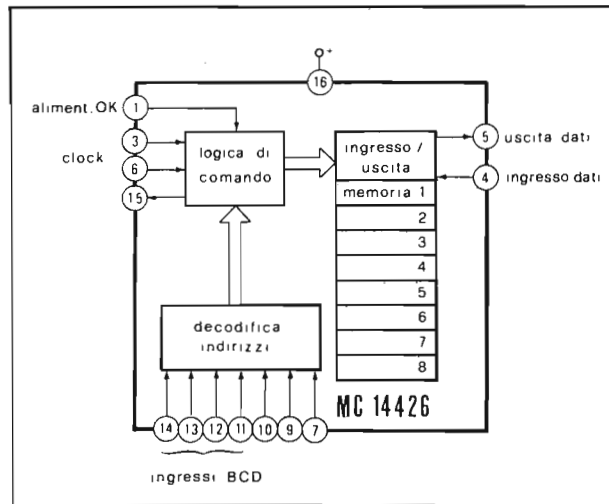 +
16
aliment. OK
1
3
clock
6
15
logica di
comando
ingresso /
uscita
memoria 1
2
3
4
5
6
7
8
5
uscita dati
4
ingresso dati
decodifica
indirizzi
MC 14426
14
13
12
11
10
9
7
ingressi BCD